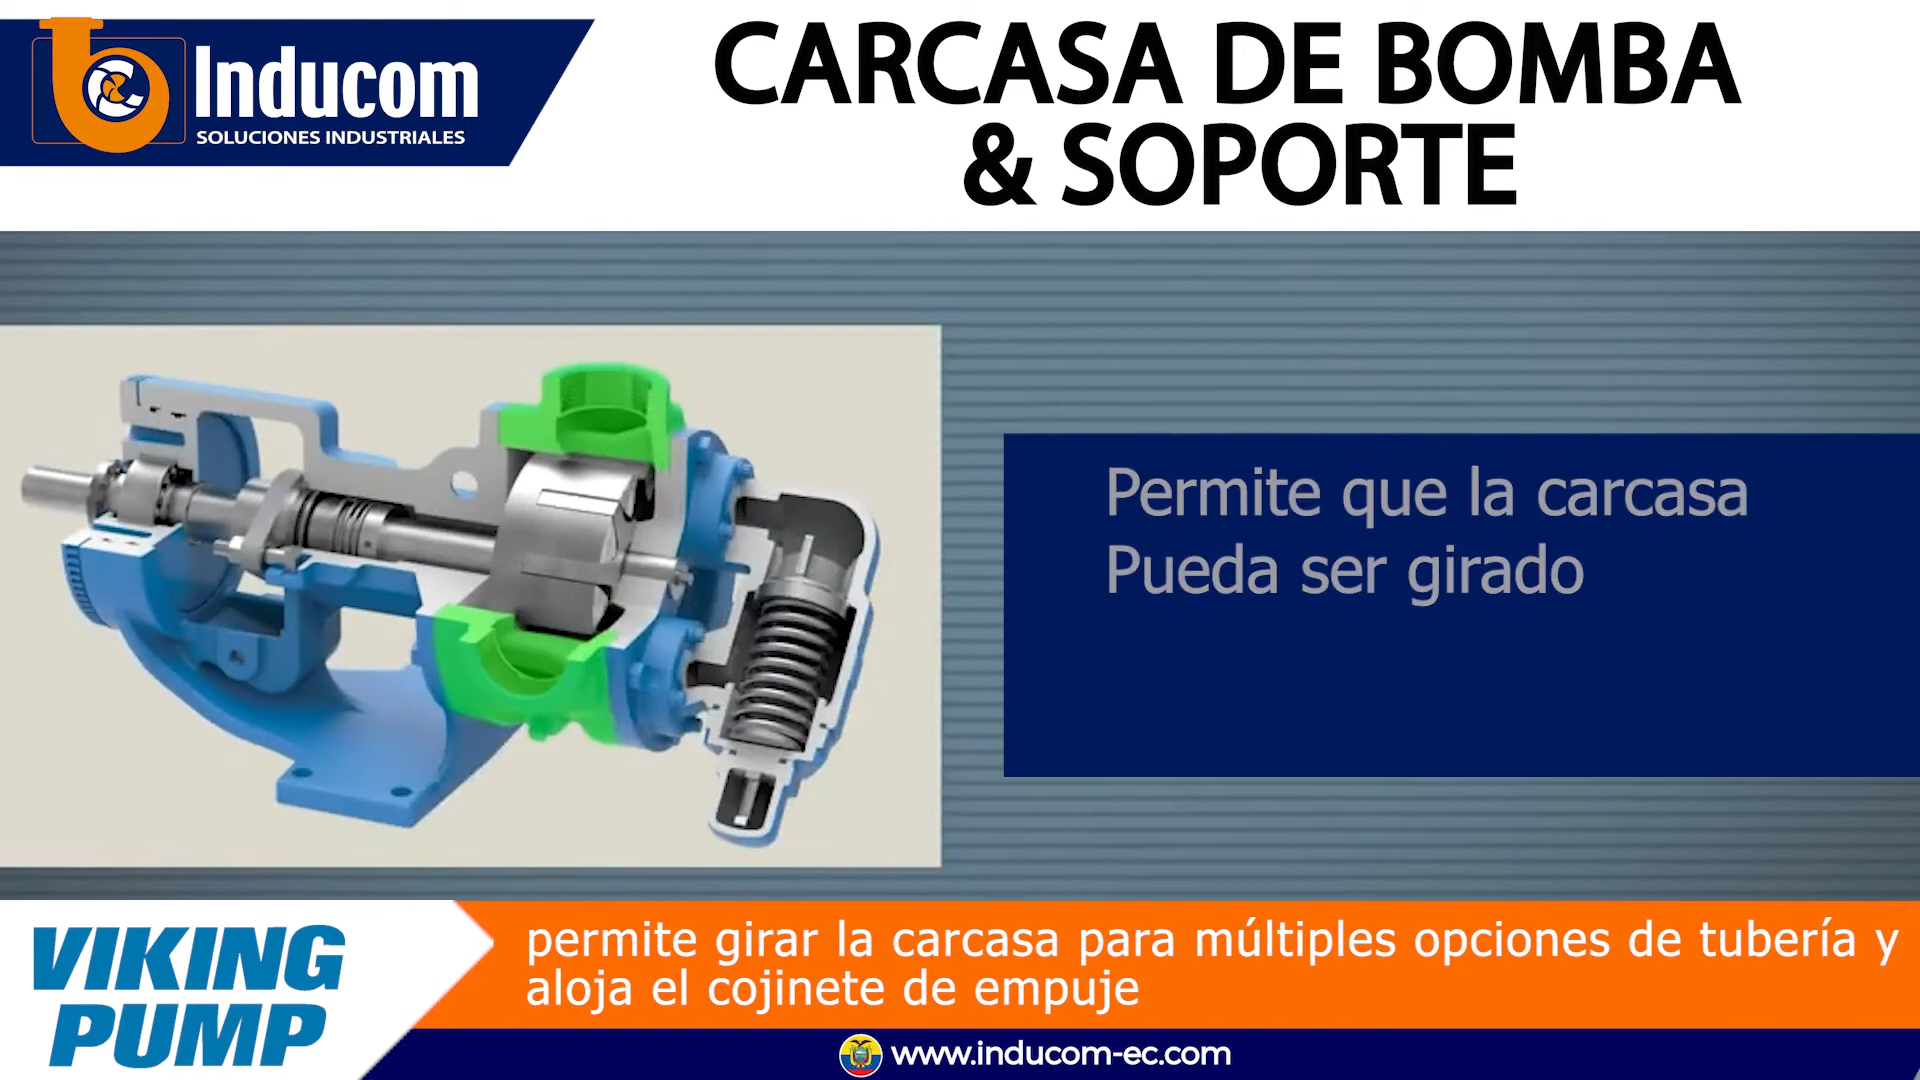 Inducom
SOLUCIONES INDUSTRIALES
CARCASA DE BOMBA
& SOPORTE
Permite que la carcasa
Pueda ser girado
VIKING
PUMP
permite girar la carcasa para múltiples opciones de tubería y
aloja el cojinete de empuje
www.inducom-ec.com